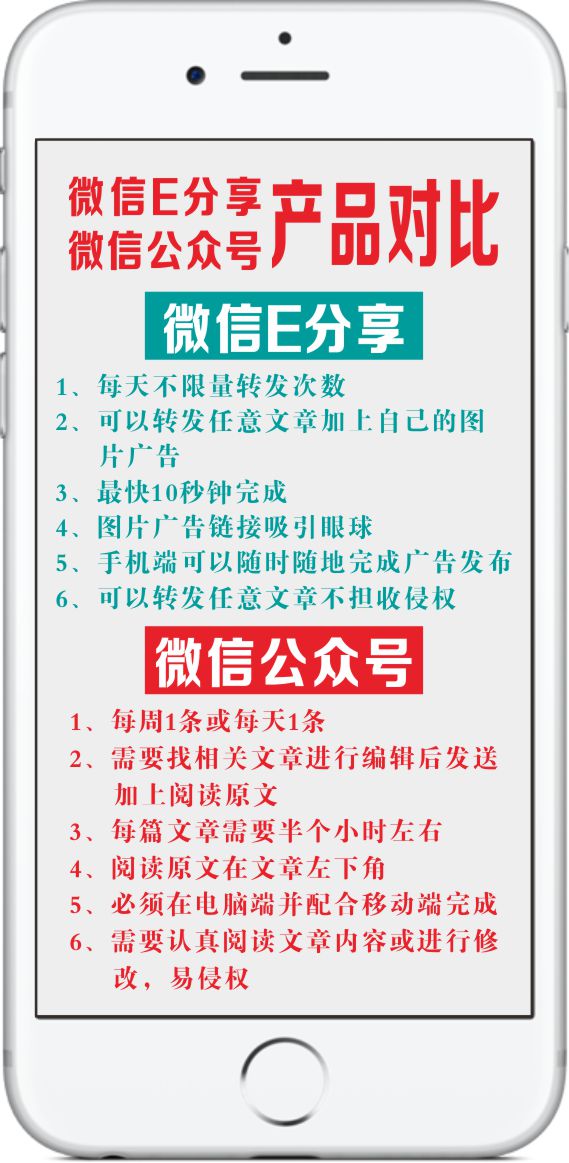 微信E分享
微信公众号
产品对比
微信E分享
1、每天不限量转发次数
2、可以转发任意文章加上自己的图
片广告
3、最快10秒钟完成
4、图片广告链接吸引眼球
5、手机端可以随时随地完成广告发布
6、可以转发任意文章不担收侵权
微信公众号
1、每周1条或每天1条
2、需要找相关文章进行编辑后发送
加上阅读原文
3、每篇文章需要半个小时左右
4、阅读原文在文章左下角
5、必须在电脑端并配合移动端完成
6、需要认真阅读文章内容或进行修
改，易侵权